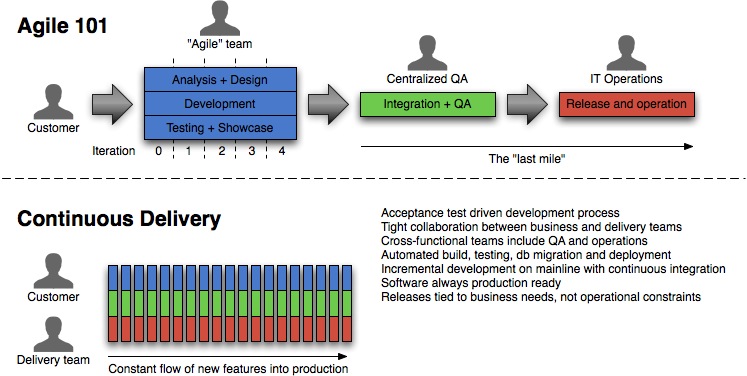 Agile 101
"Agile" team
Customer
Analysis + Design
Development
Testing + Showcase
Iteration 0 1 2 3 4
Centralized QA
Integration + QA
IT Operations
Release and operation
The "last mile"
Continuous Delivery
Customer
Delivery team
Constant flow of new features into production
Acceptance test driven development process
Tight collaboration between business and delivery teams
Cross-functional teams include QA and operations
Automated build, testing, db migration and deployment
Incremental development on mainline with continuous integration
Software always production ready
Releases tied to business needs, not operational constraints